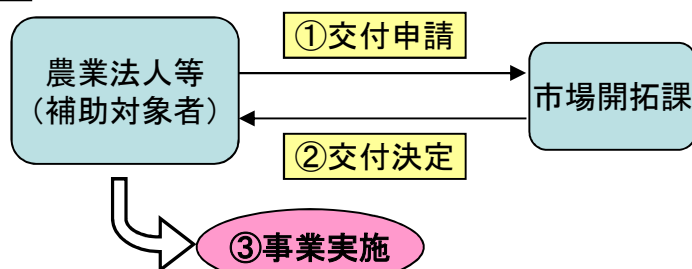 ①交付申請
農業法人等
（補助対象者）
市場開拓課
②交付決定
③事業実施